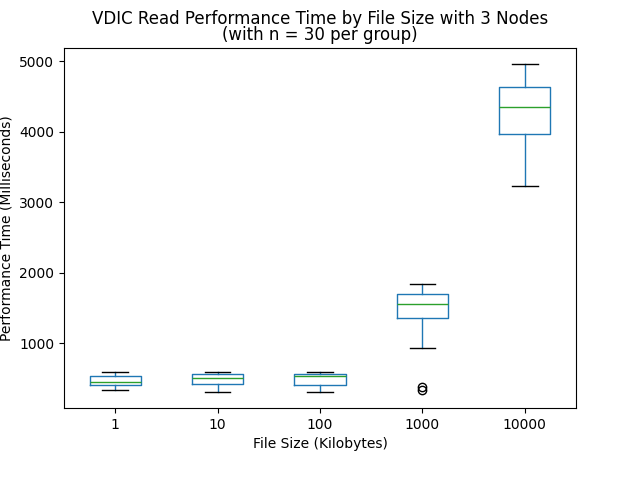 VDIC Read Performance Time by File Size with 3 Nodes
(with n = 30 per group)
5000
4000
3000
2000
1000
Performance Time (Milliseconds)
1 10 100 1000 10000
File Size (Kilobytes)